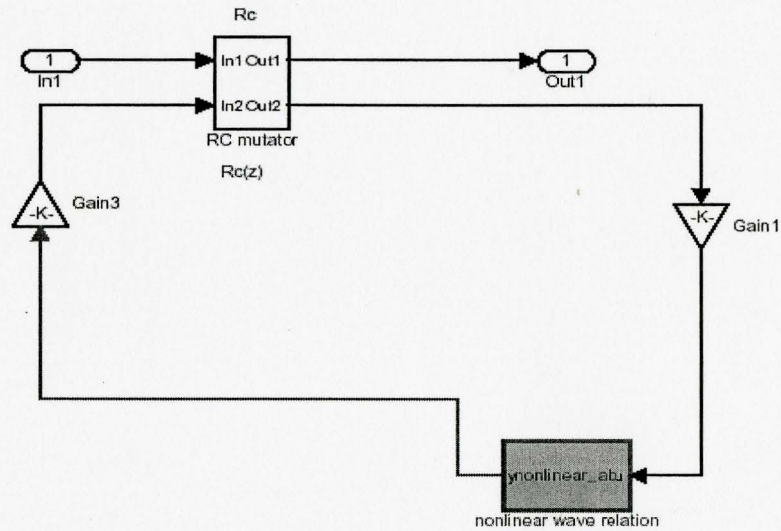 Rc
1
In1
In1 Out1
In2 Out2
RC mutator
Rc(z)
1
Out1
-K-
Gain3
-K-
Gain1
ynonlinear_abu
nonlinear wave relation